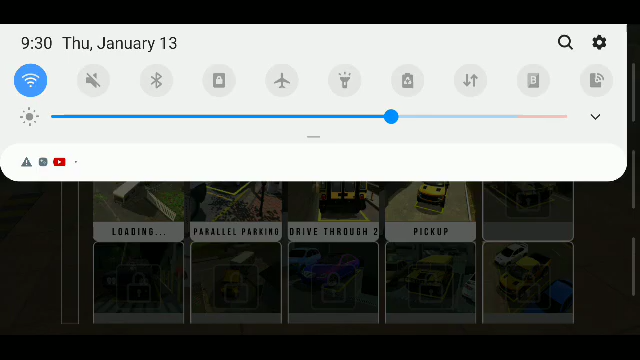 9:30 Thu, January 13
LOADING... PARALLEL PARKING DRIVE THROUGH 2 PICKUP